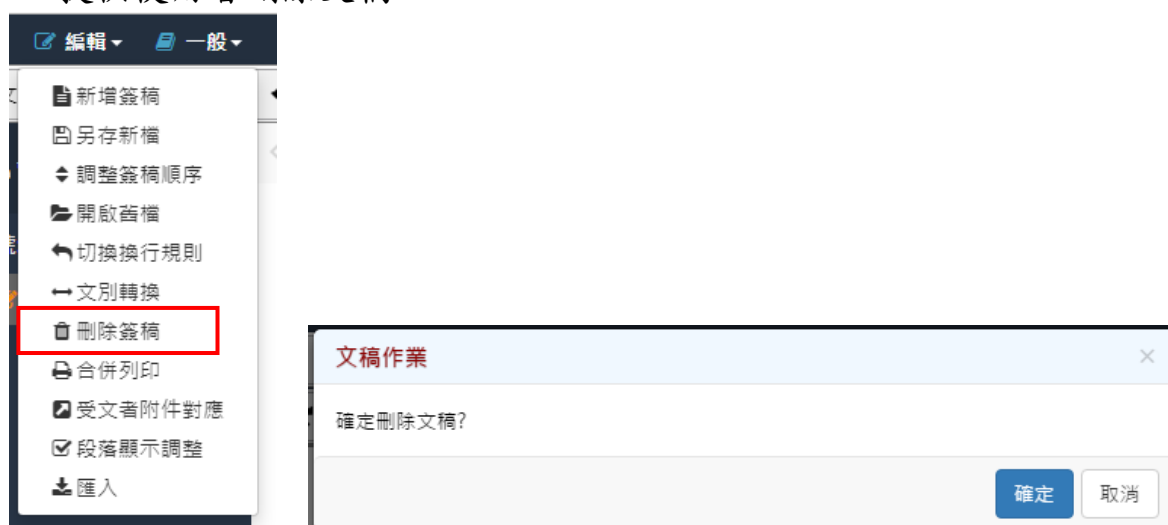 編輯 一般
新增簽稿
另存新檔
調整簽稿順序
開啟舊檔
切換換行規則
文別轉換
刪除簽稿
合併列印
受文者附件對應
段落顯示調整
匯入
文稿作業
×
確定刪除文稿?
確定 取消